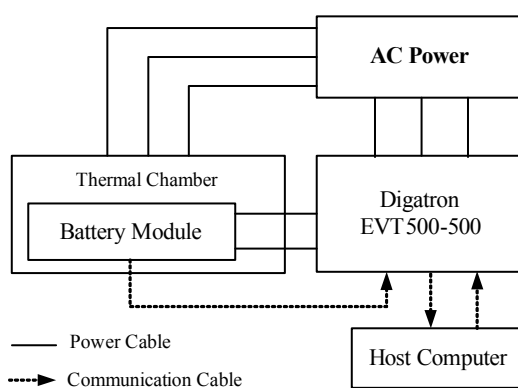 AC Power
Thermal Chamber
Battery Module
Digatron
EVT500-500
Host Computer
Power Cable
Communication Cable